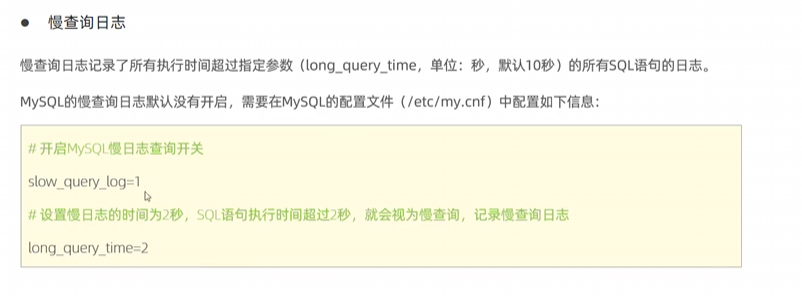 ● 慢查询日志
慢查询日志记录了所有执行时间超过指定参数（long_query_time，单位：秒，默认10秒）的所有SQL语句的日志。
MySQL的慢查询日志默认没有开启，需要在MySQL的配置文件（/etc/my.cnf）中配置如下信息：
# 开启MySQL慢日志查询开关
slow_query_log=1
# 设置慢日志的时间为2秒，SQL语句执行时间超过2秒，就会视为慢查询，记录慢查询日志
long_query_time=2